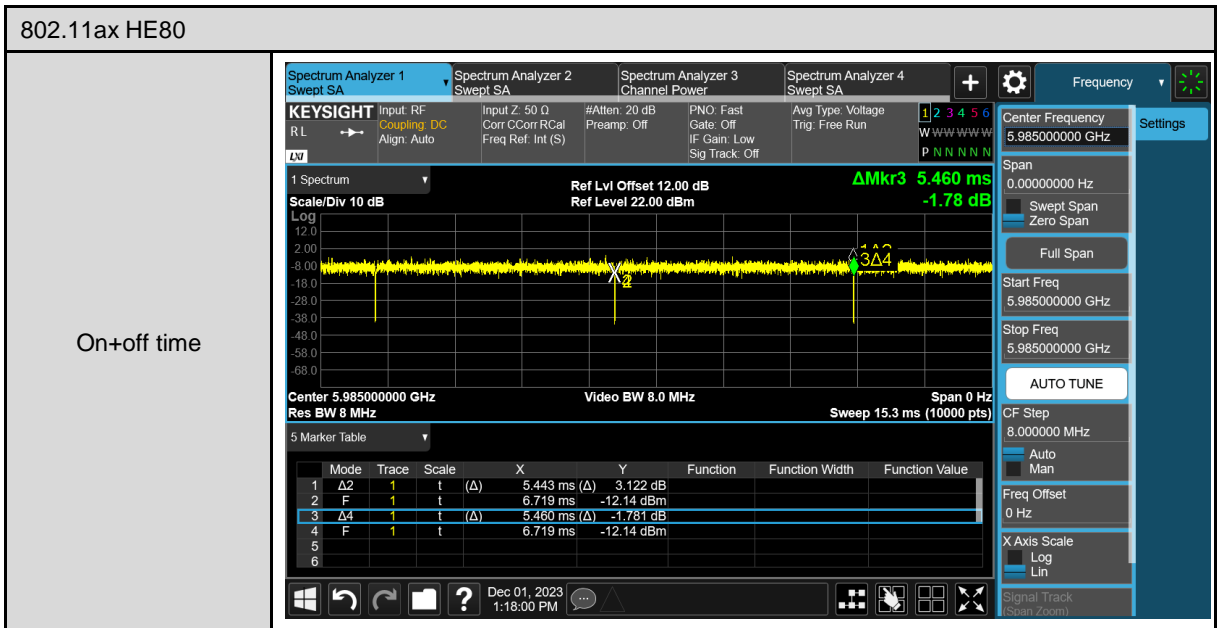 802.11ax HE80
On+off time
Spectrum Analyzer 1
Swept SA
Spectrum Analyzer 2
Swept SA
Spectrum Analyzer 3
Channel Power
Spectrum Analyzer 4
Swept SA
Frequency
KEYSIGHT
R L
LXI
Input: RF
Coupling: DC
Align: Auto
Input Z: 50 Ω
Corr CCorr RCal
Freq Ref: Int (S)
#Atten: 20 dB
Preamp: Off
PNO: Fast
Gate: Off
IF Gain: Low
Sig Track: Off
Avg Type: Voltage
Trig: Free Run
1 2 3 4 5 6
W W W W W W
P N N N N N
1 Spectrum
Scale/Div 10 dB
Ref Lvl Offset 12.00 dB
Ref Level 22.00 dBm
ΔMkr3 5.460 ms
-1.78 dB
Log
12.0
2.00
-8.00
-18.0
-28.0
-38.0
-48.0
-58.0
-68.0
3Δ4
Center 5.985000000 GHz
Res BW 8 MHz
Video BW 8.0 MHz
Span 0 Hz
Sweep 15.3 ms (10000 pts)
5 Marker Table
Mode Trace Scale X Y Function Function Width Function Value
1 Δ2 1 t (Δ) 5.443 ms (Δ) 3.122 dB
2 F 1 t 6.719 ms -12.14 dBm
3 Δ4 1 t (Δ) 5.460 ms (Δ) -1.781 dB
4 F 1 t 6.719 ms -12.14 dBm
5
6
Dec 01, 2023
1:18:00 PM
Settings
Center Frequency
5.985000000 GHz
Span
0.00000000 Hz
Swept Span
Zero Span
Full Span
Start Freq
5.985000000 GHz
Stop Freq
5.985000000 GHz
AUTO TUNE
CF Step
8.000000 MHz
Auto
Man
Freq Offset
0 Hz
X Axis Scale
Log
Lin
Signal Track
(Span Zoom)